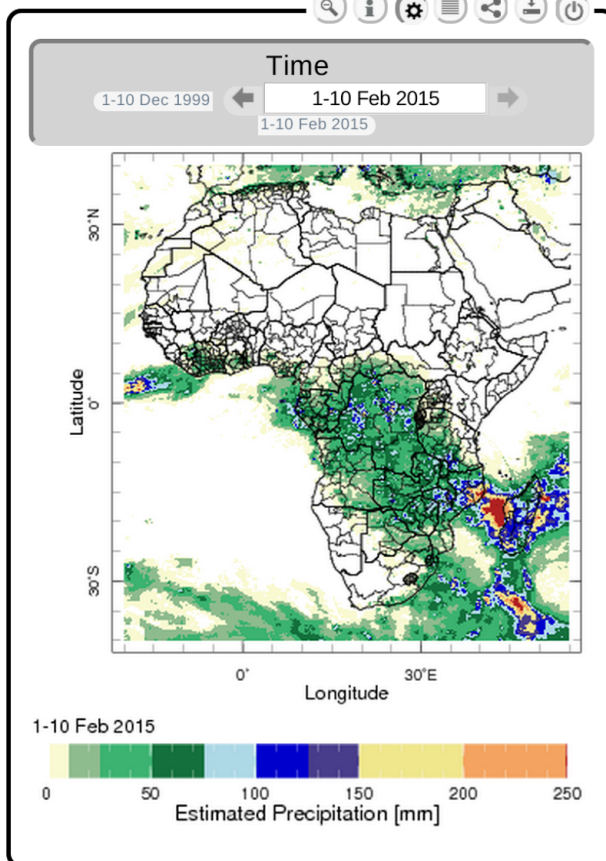 Time
1-10 Dec 1999
1-10 Feb 2015
1-10 Feb 2015
30°N
0°
30°S
Latitude
0°
30°E
Longitude
1-10 Feb 2015
0
50
100
150
200
250
Estimated Precipitation [mm]